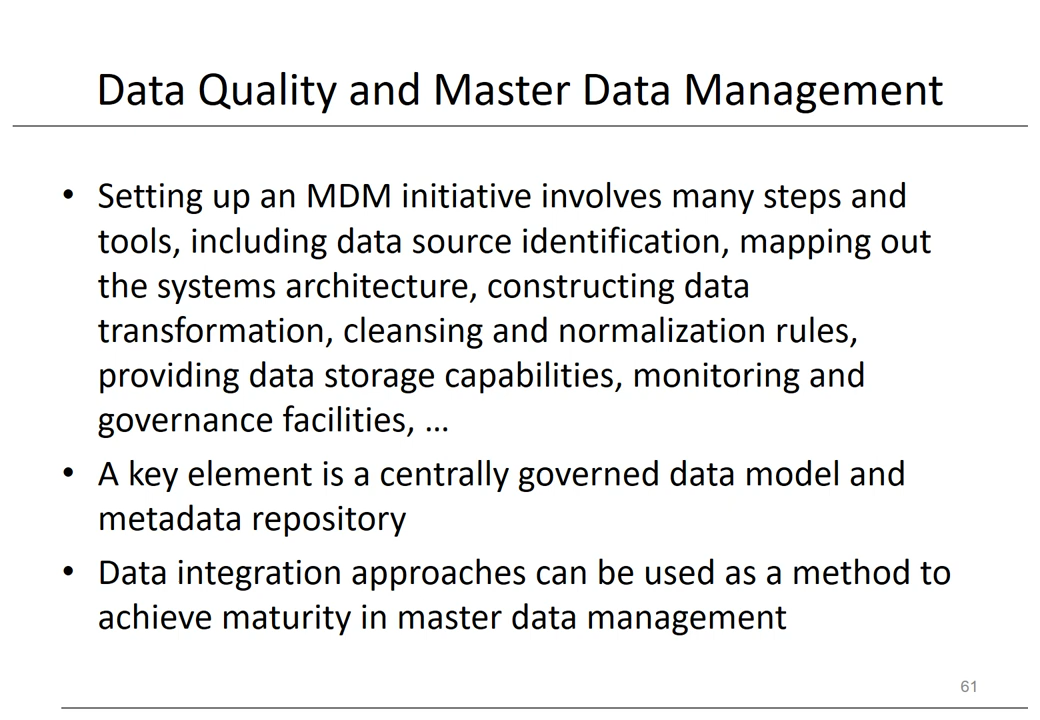 Data Quality and Master Data Management
• Setting up an MDM initiative involves many steps and
tools, including data source identification, mapping out
the systems architecture, constructing data
transformation, cleansing and normalization rules,
providing data storage capabilities, monitoring and
governance facilities, …
• A key element is a centrally governed data model and
metadata repository
• Data integration approaches can be used as a method to
achieve maturity in master data management
61